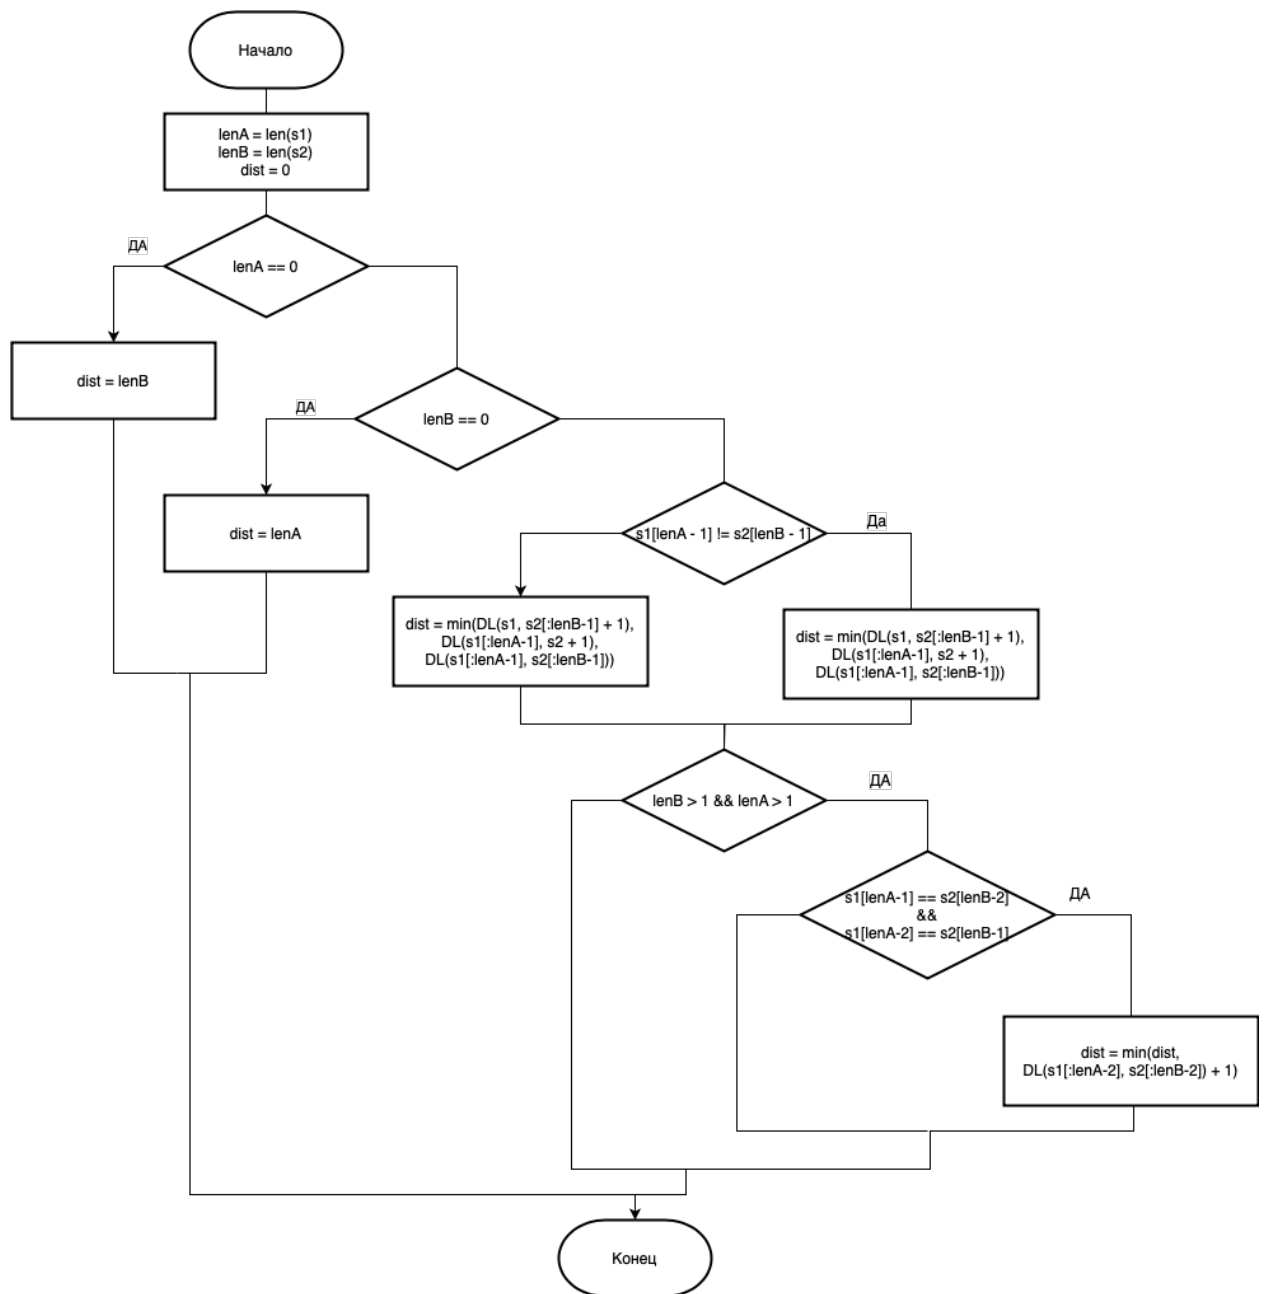 Начало
lenA = len(s1)
lenB = len(s2)
dist = 0
ДА
lenA == 0
dist = lenB
ДА
lenB == 0
dist = lenA
s1[lenA - 1] != s2[lenB - 1]
Да
dist = min(DL(s1, s2[:lenB-1] + 1),
DL(s1[:lenA-1], s2 + 1),
DL(s1[:lenA-1], s2[:lenB-1]))
dist = min(DL(s1, s2[:lenB-1] + 1),
DL(s1[:lenA-1], s2 + 1),
DL(s1[:lenA-1], s2[:lenB-1]))
lenB > 1 && lenA > 1
ДА
s1[lenA-1] == s2[lenB-2]
&&
s1[lenA-2] == s2[lenB-1]
ДА
dist = min(dist,
DL(s1[:lenA-2], s2[:lenB-2]) + 1)
Конец